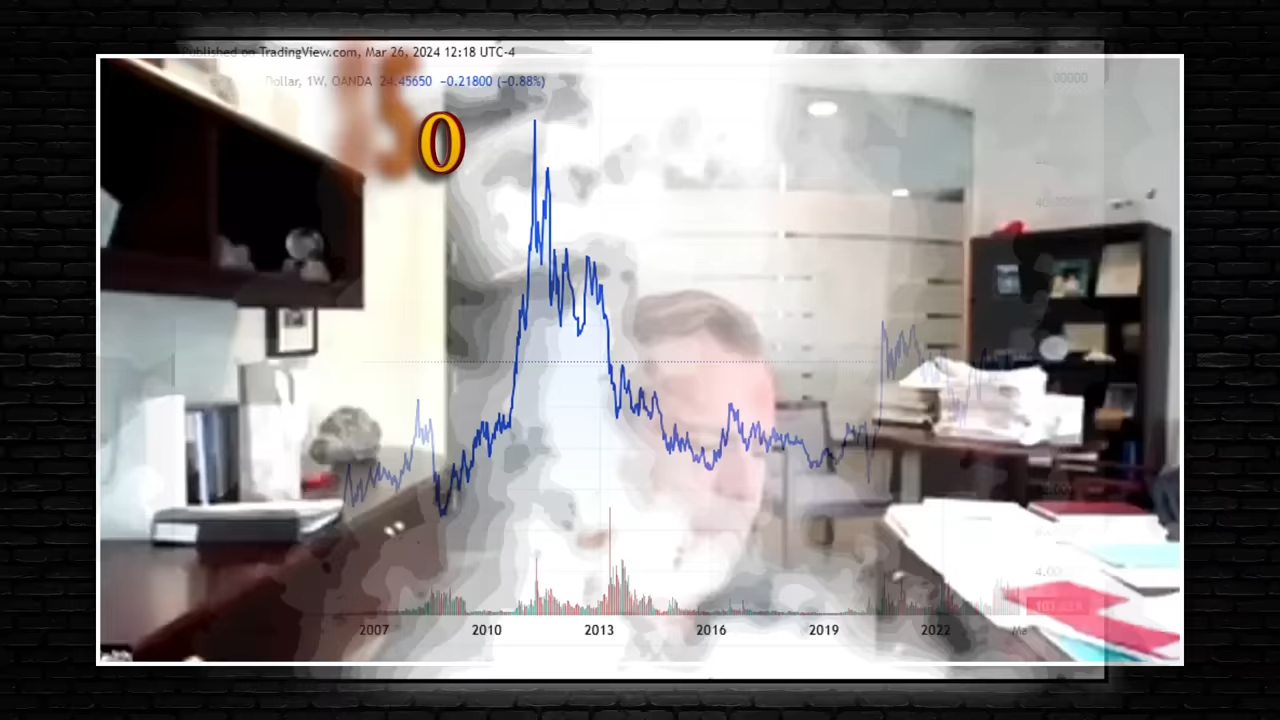 Published on TradingView.com, Mar 26, 2024 12:18 UTC-4
Dollar, 1W, OANDA 24.45650 −0.21800 (−0.88%)
0
2007 2010 2013 2016 2019 2022